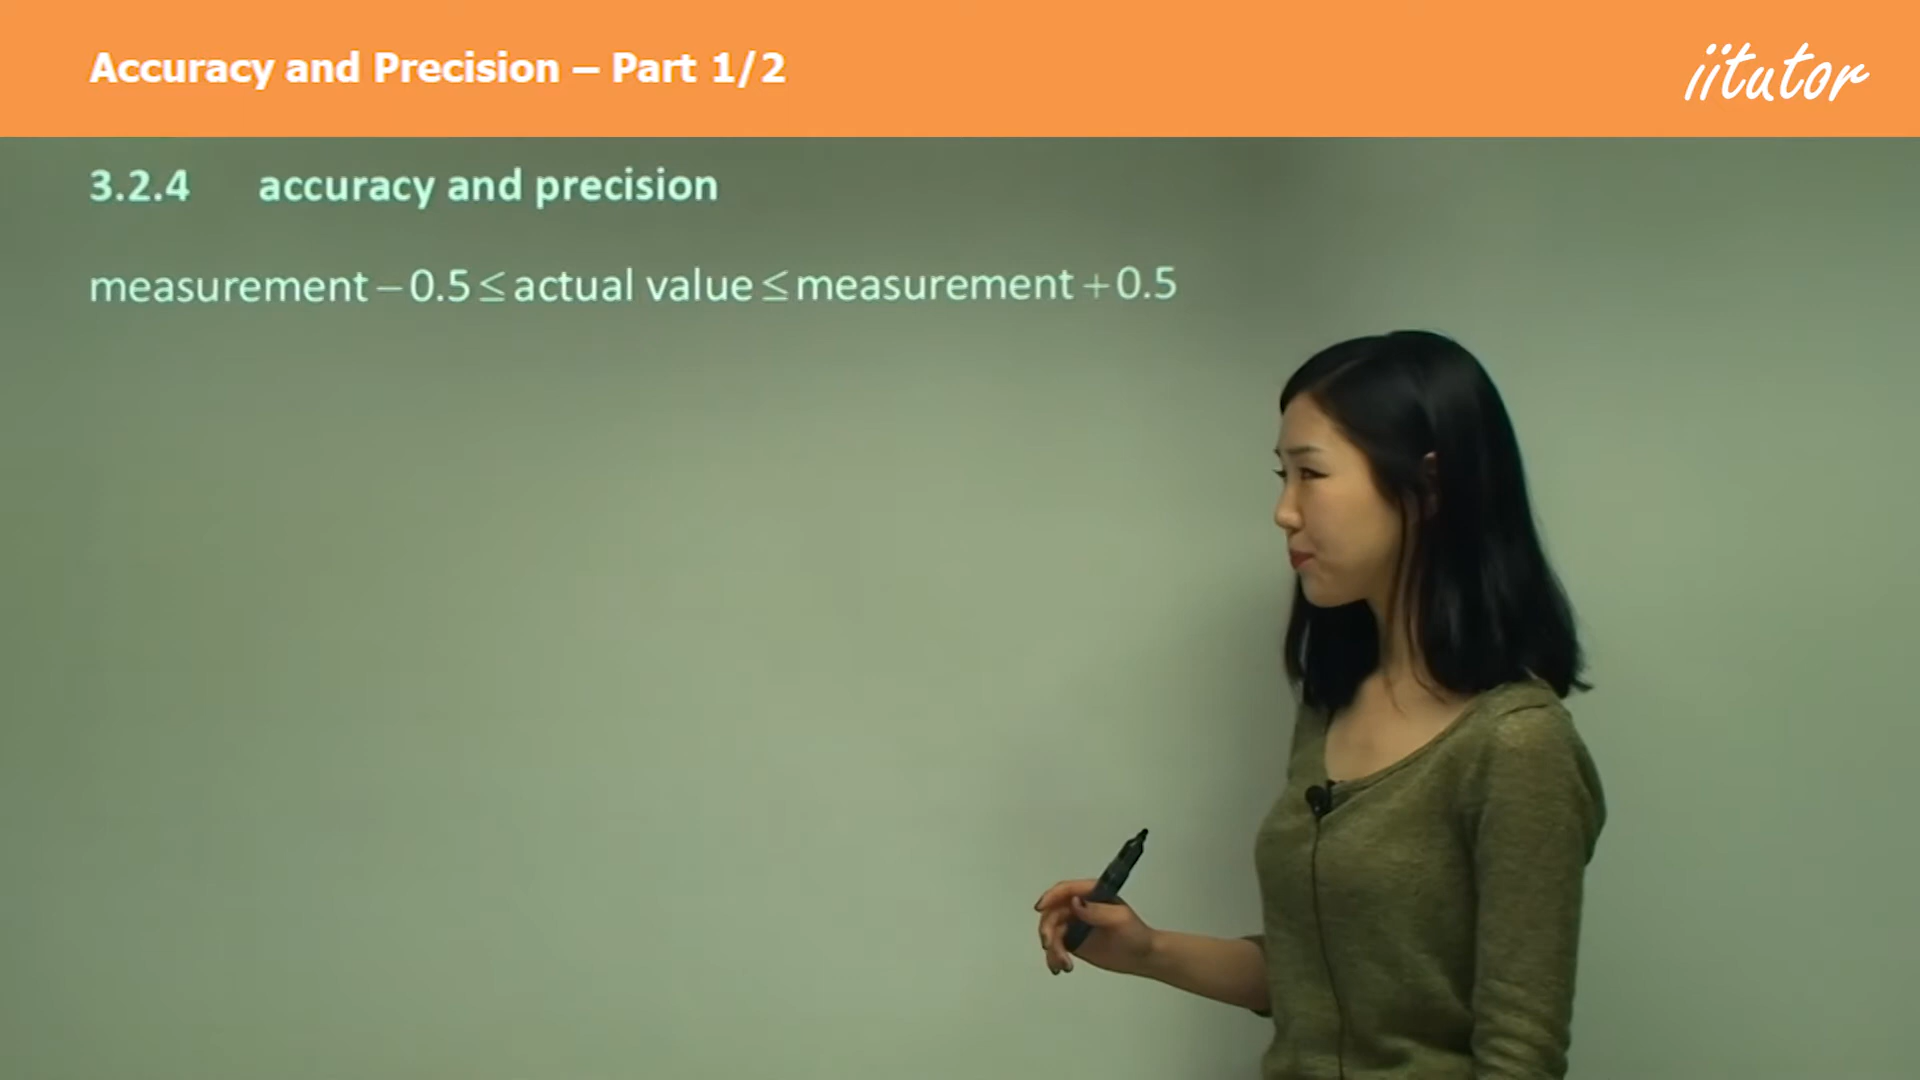 Accuracy and Precision – Part 1/2
iitutor
3.2.4 accuracy and precision
measurement − 0.5 ≤ actual value ≤ measurement + 0.5